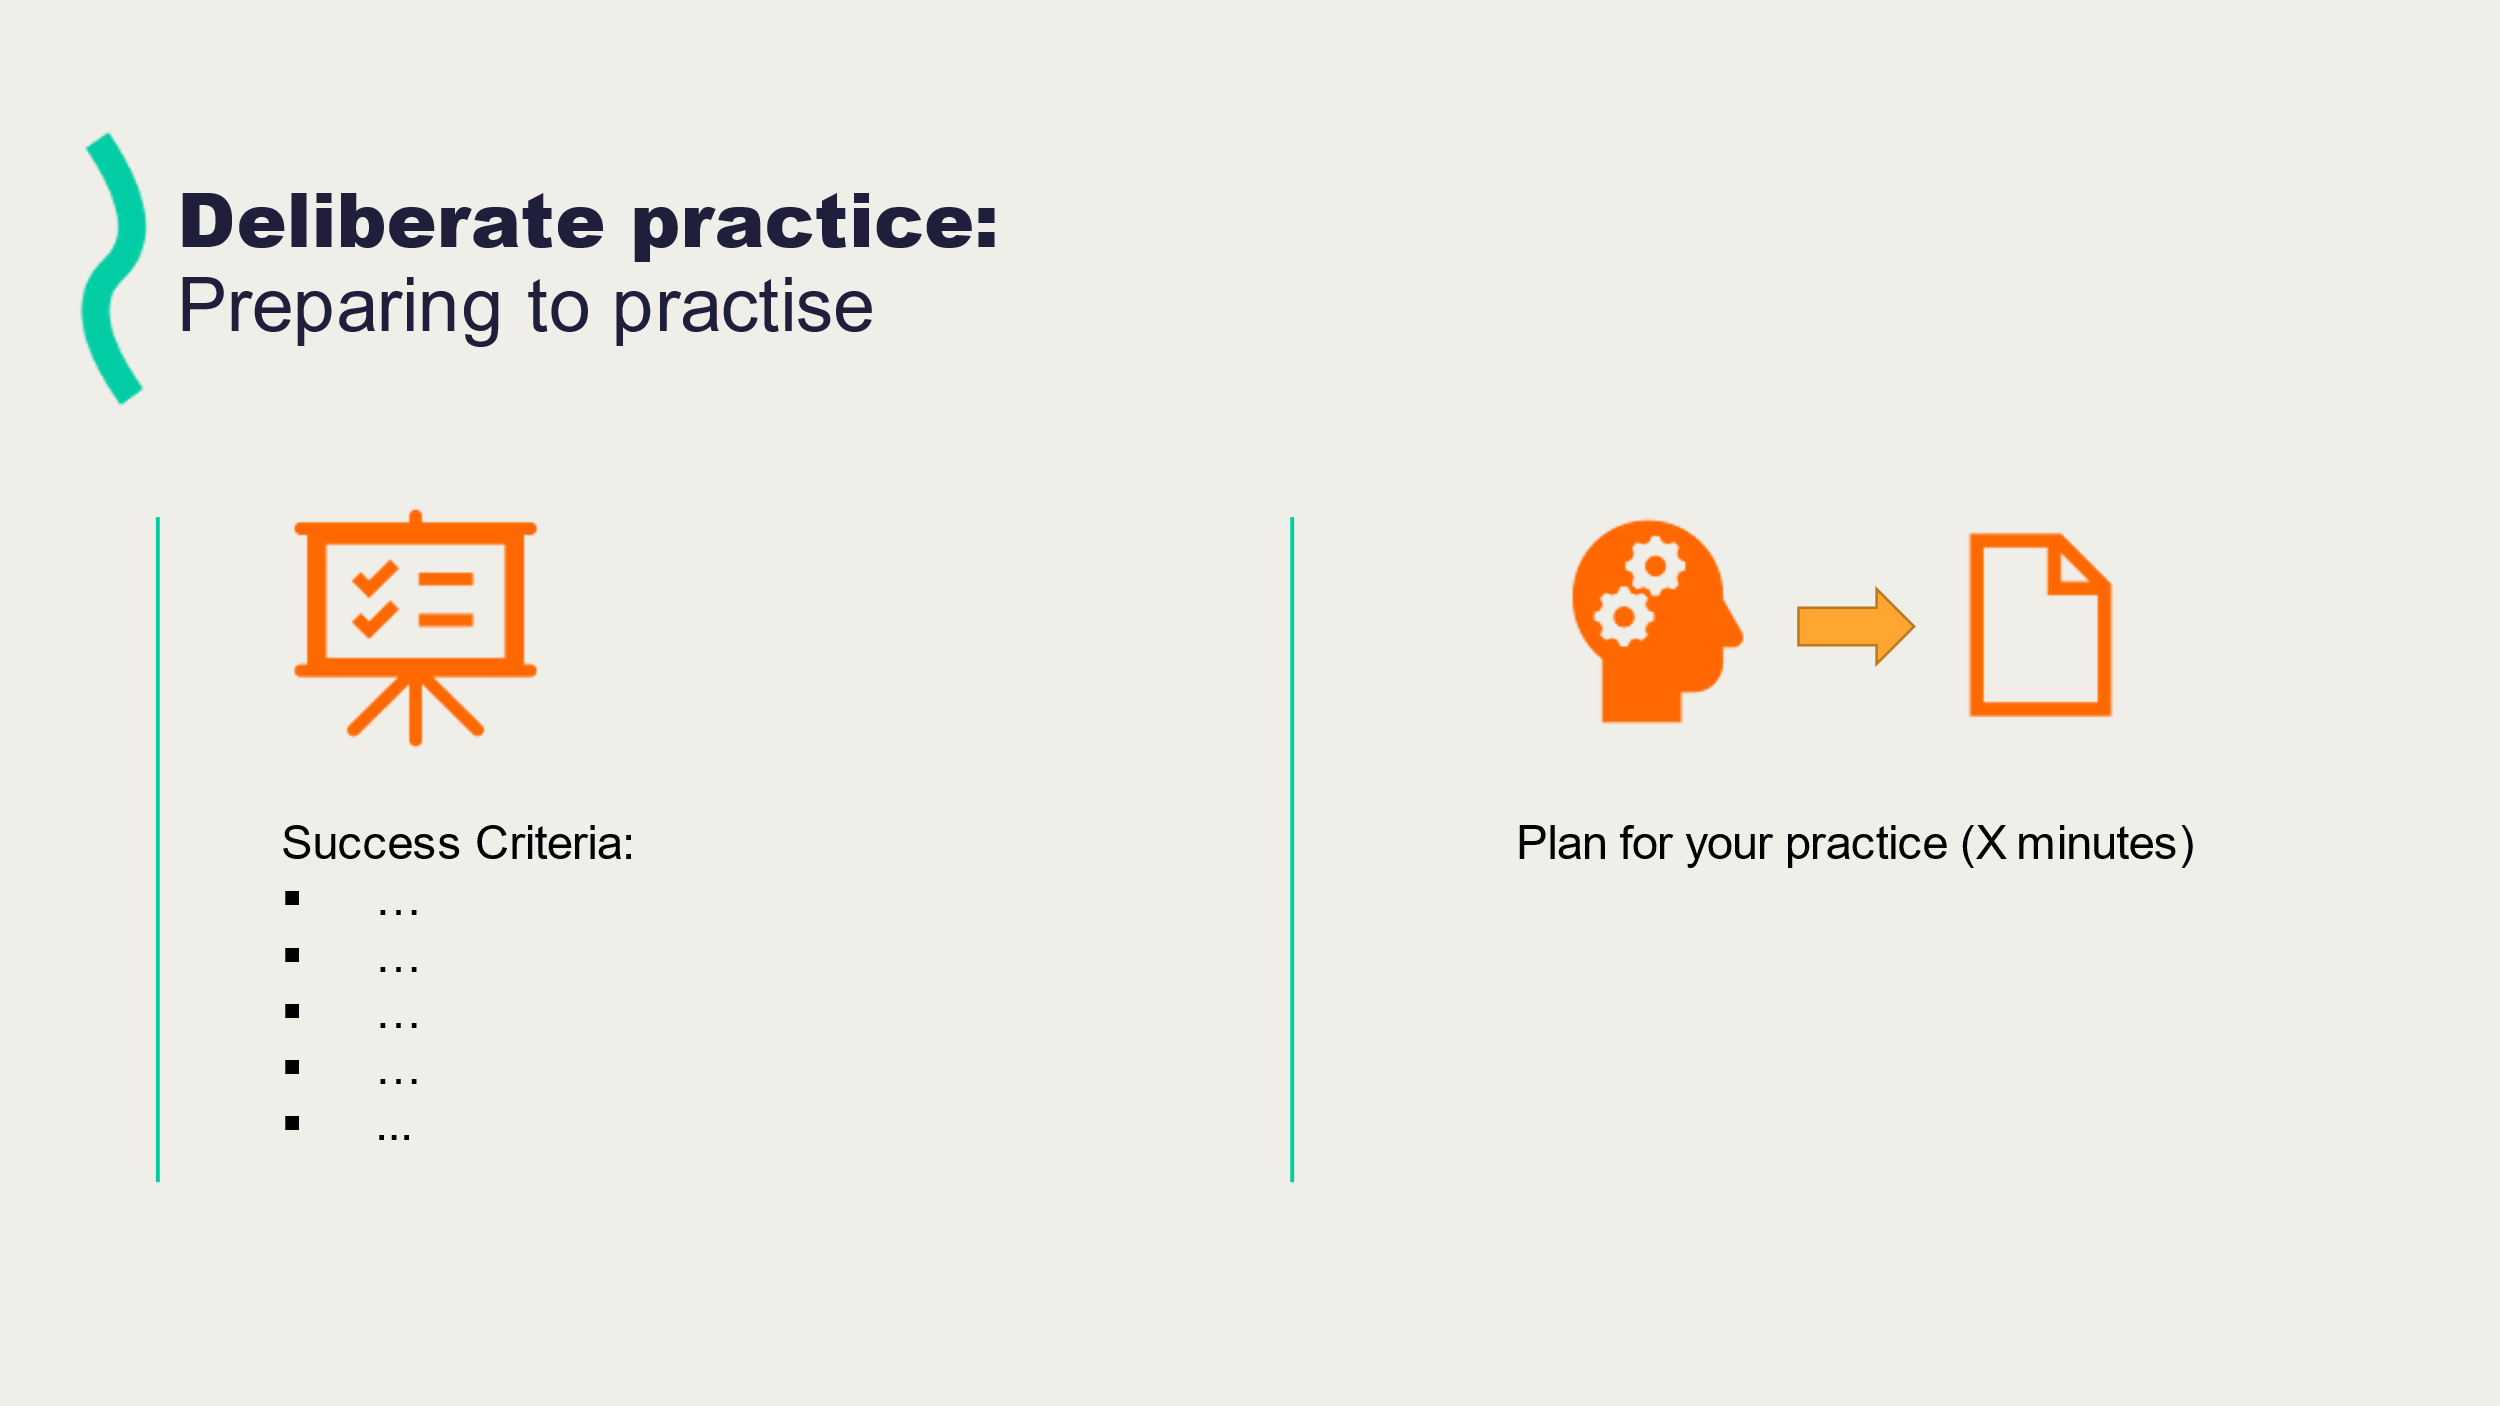 Deliberate practice:
Preparing to practise
Success Criteria:
▪ …
▪ …
▪ …
▪ …
▪ ...
Plan for your practice (X minutes)